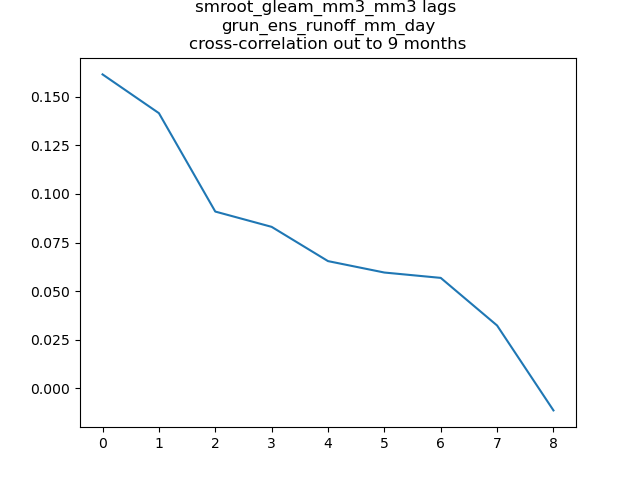 smroot_gleam_mm3_mm3 lags
grun_ens_runoff_mm_day
cross-correlation out to 9 months
0.150
0.125
0.100
0.075
0.050
0.025
0.000
0 1 2 3 4 5 6 7 8